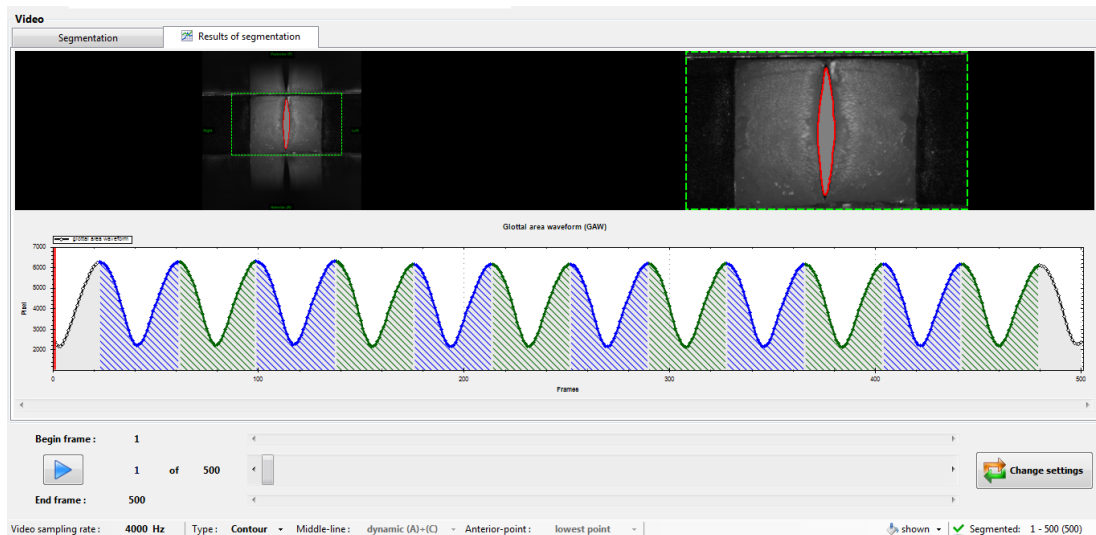 Video
Segmentation
Results of segmentation
Right
Left
Glottal area waveform (GAW)
glottal area waveform
7000
6000
5000
4000
3000
2000
Pixel
0 100 200 300 400 500
Frames
Begin frame : 1
1 of 500
Change settings
End frame : 500
Video sampling rate : 4000 Hz Type : Contour Middle-line : dynamic (A)+(C) Anterior-point : lowest point shown Segmented: 1 - 500 (500)